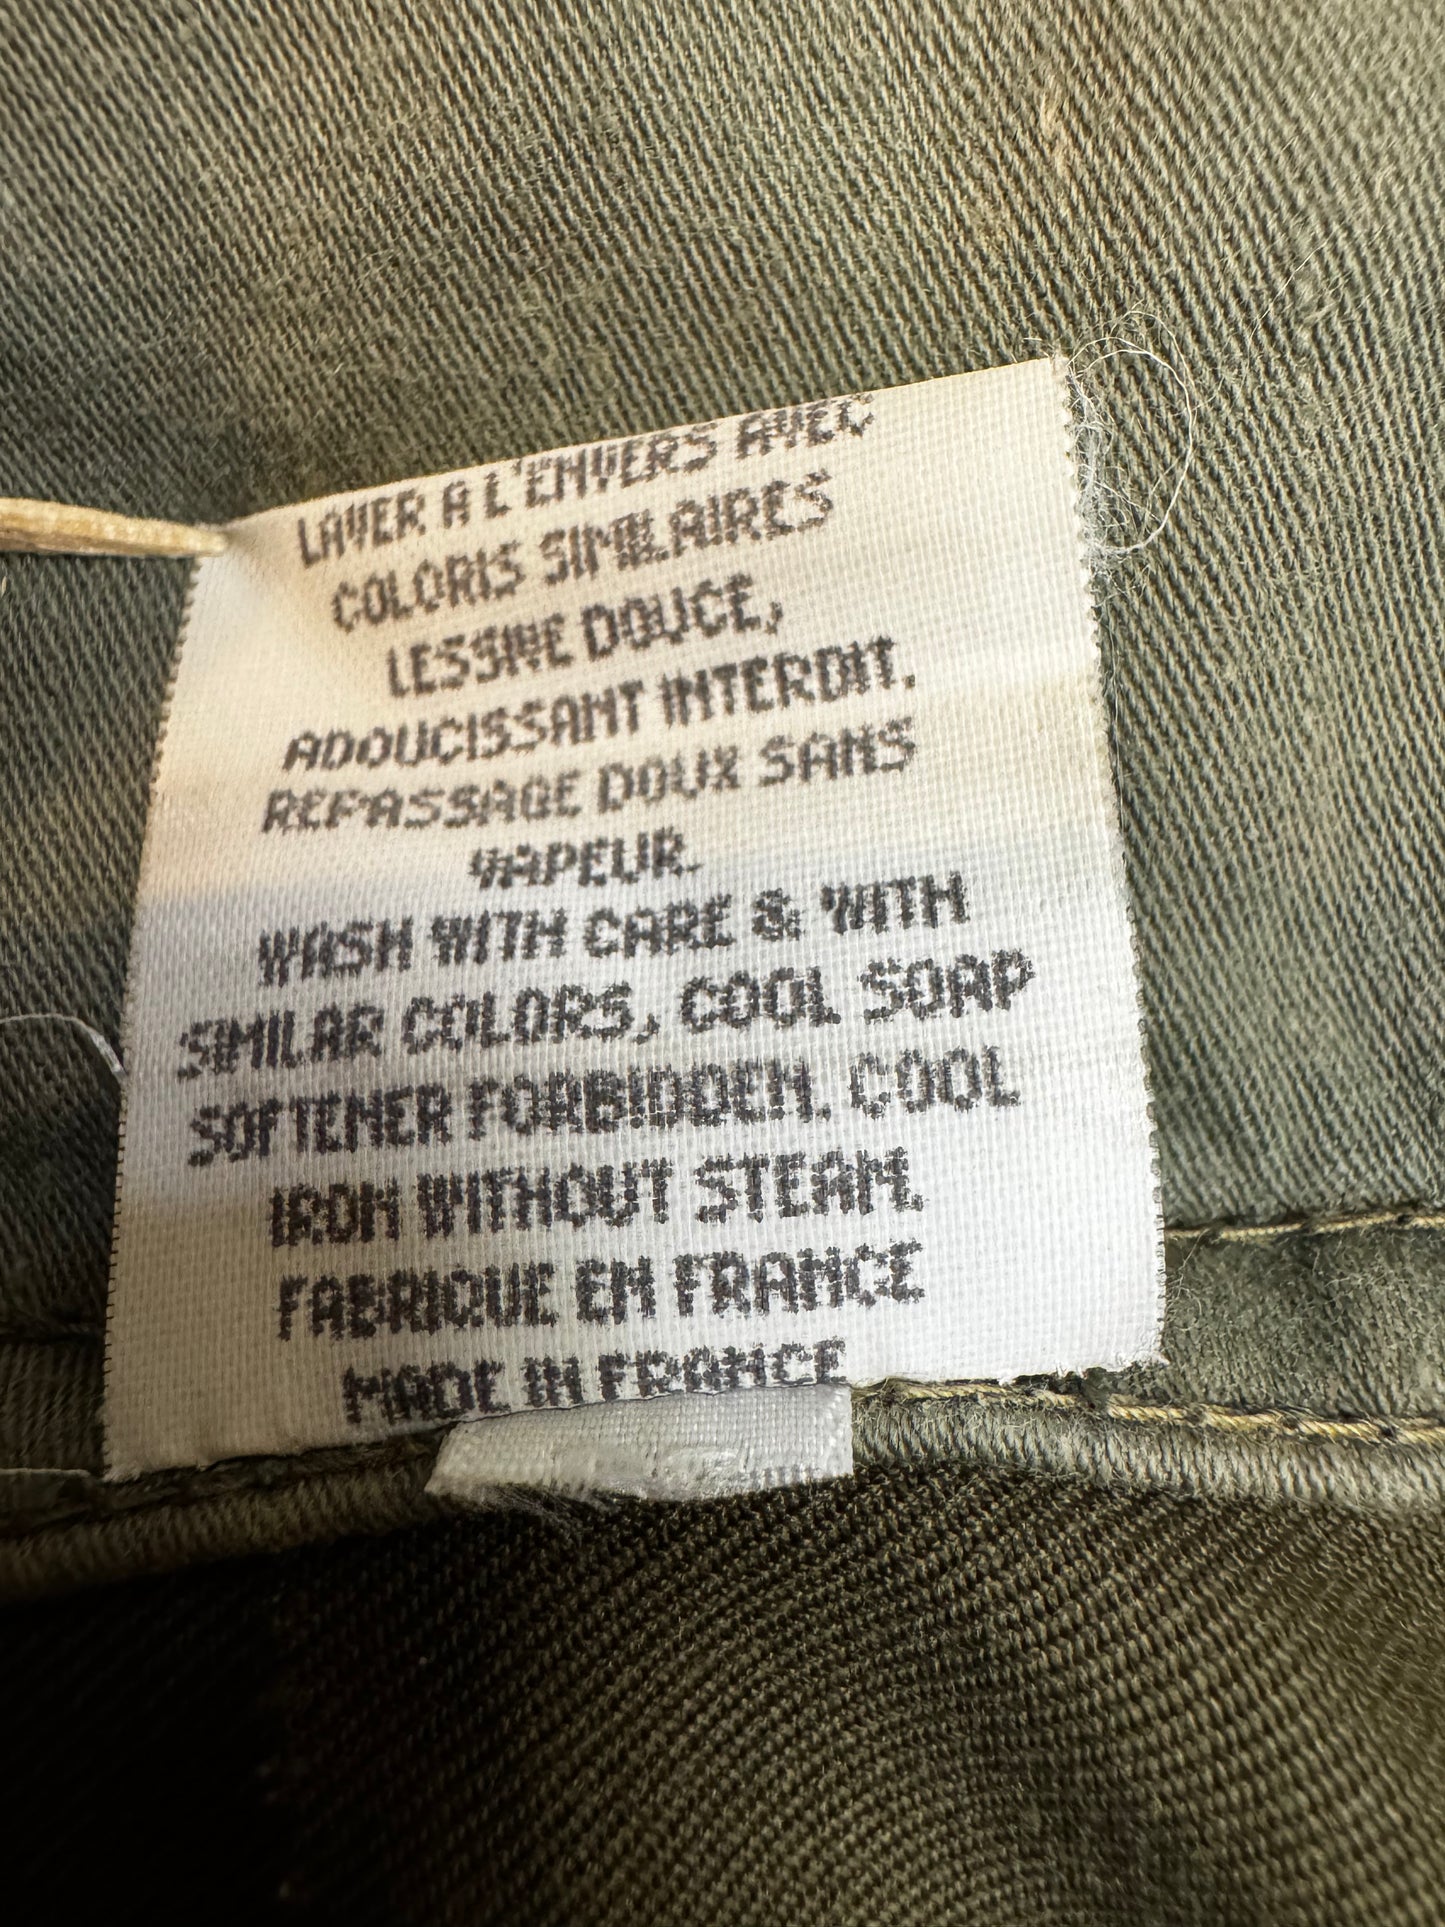 LAVER A L'ENVERS AVEC
COLORIS SIMILAIRES
LESSIVE DOUCE,
ADOUCISSANT INTERDIT.
REPASSAGE DOUX SANS
VAPEUR.
WASH WITH CARE & WITH
SIMILAR COLORS, COOL SOAP
SOFTENER FORBIDDEN. COOL
IRON WITHOUT STEAM.
FABRIQUE EN FRANCE
MADE IN FRANCE